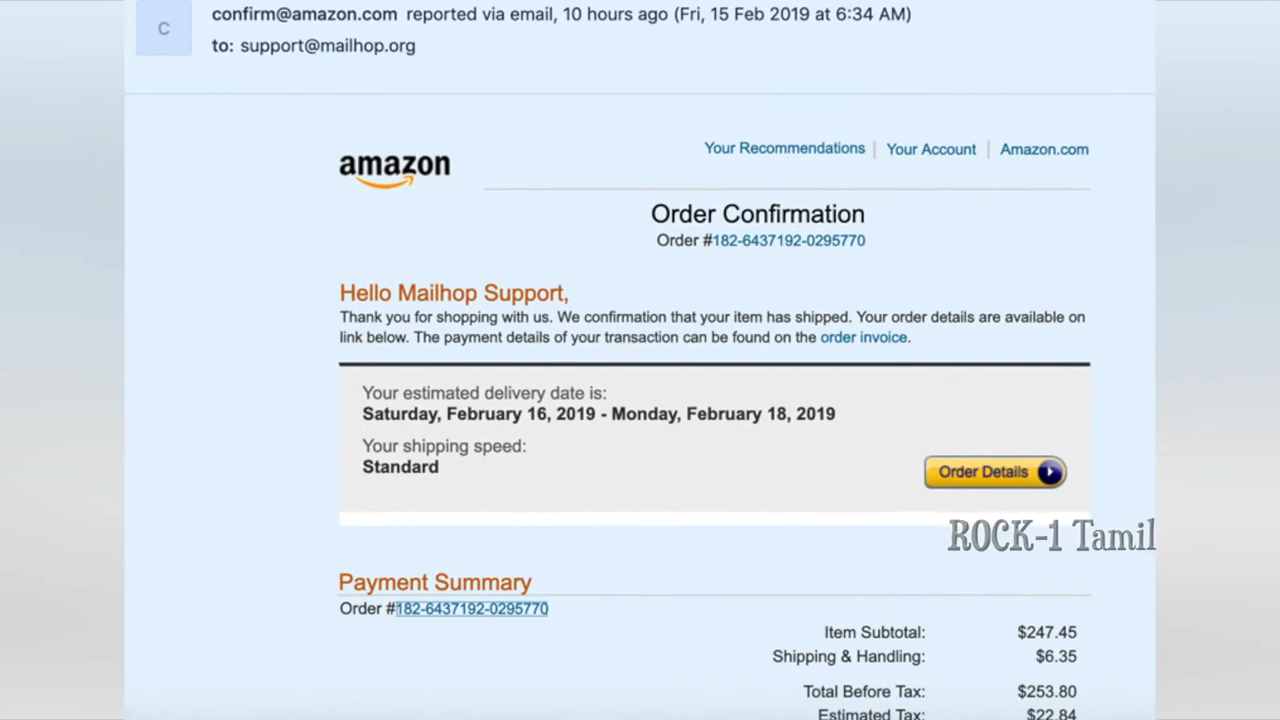 C
confirm@amazon.com reported via email, 10 hours ago (Fri, 15 Feb 2019 at 6:34 AM)
to: support@mailhop.org
amazon
Your Recommendations | Your Account | Amazon.com
Order Confirmation
Order #182-6437192-0295770
Hello Mailhop Support,
Thank you for shopping with us. We confirmation that your item has shipped. Your order details are available on
link below. The payment details of your transaction can be found on the order invoice.
Your estimated delivery date is:
Saturday, February 16, 2019 - Monday, February 18, 2019
Your shipping speed:
Standard
Order Details
ROCK-1 Tamil
Payment Summary
Order #182-6437192-0295770
Item Subtotal: $247.45
Shipping & Handling: $6.35
Total Before Tax: $253.80
Estimated Tax: $22.84